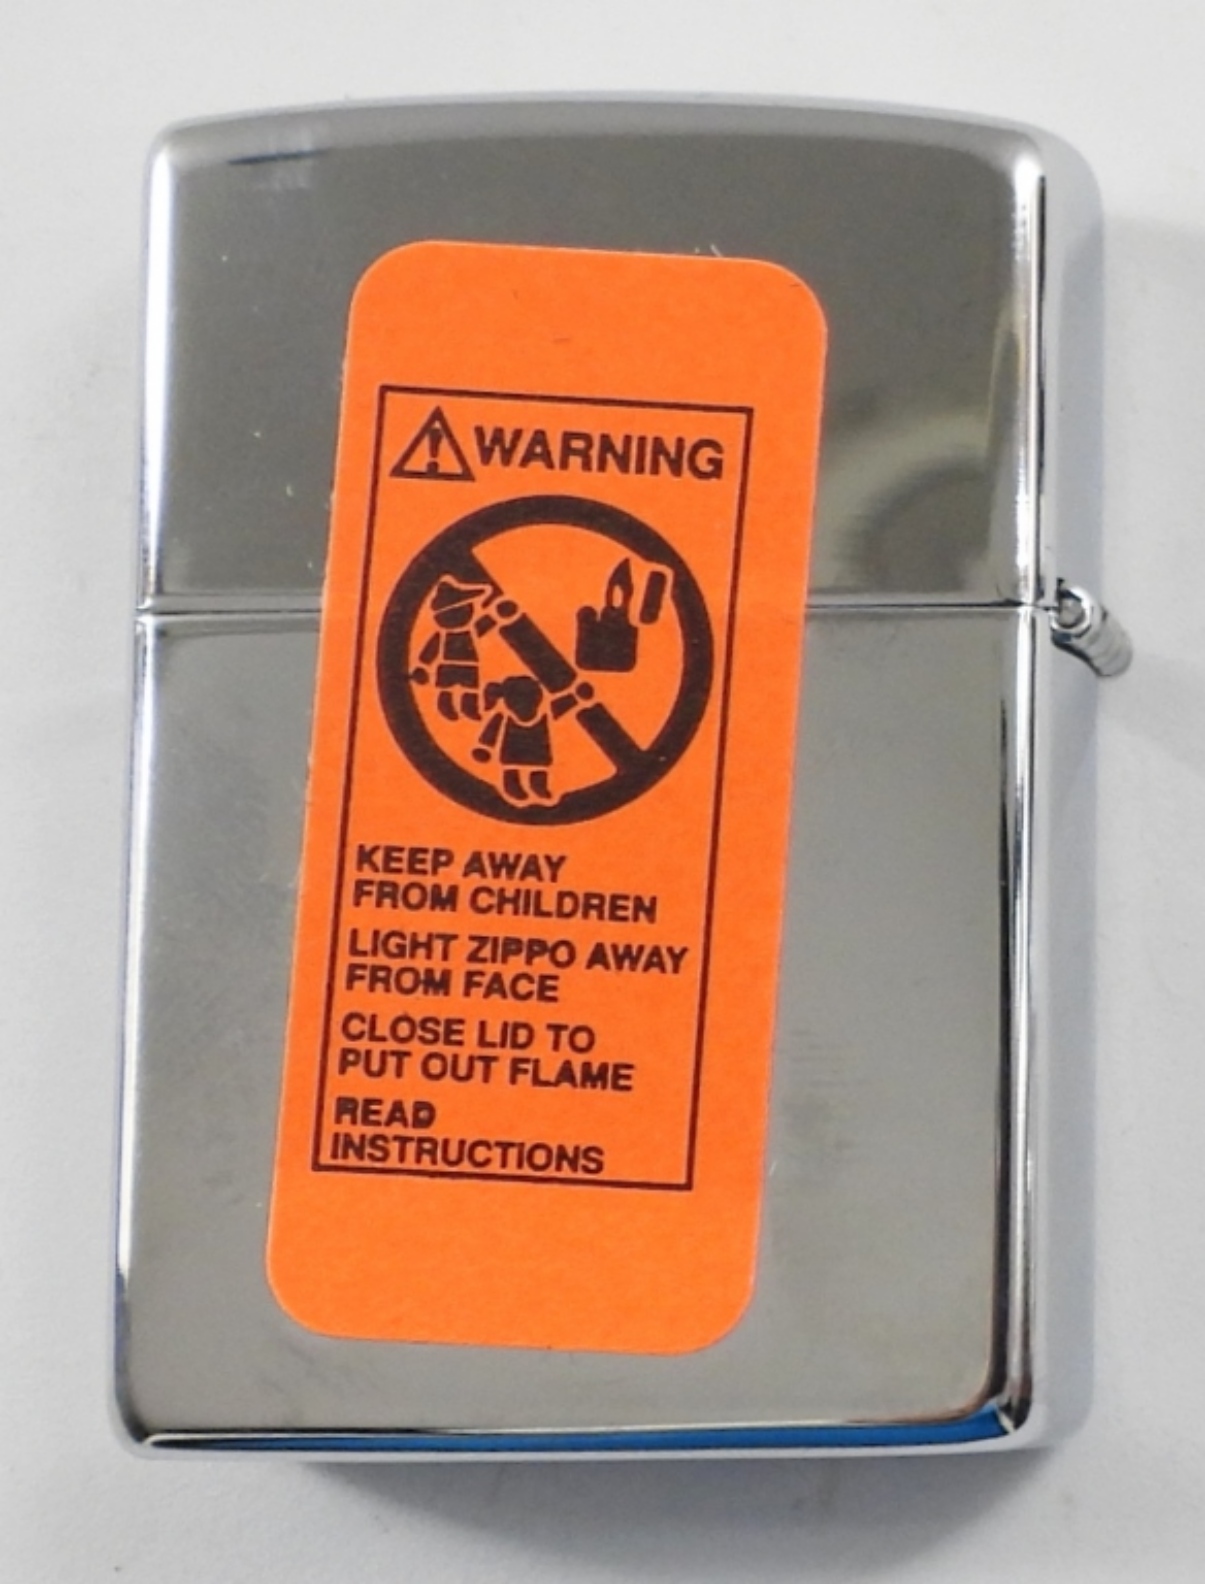 WARNING
KEEP AWAY
FROM CHILDREN
LIGHT ZIPPO AWAY
FROM FACE
CLOSE LID TO
PUT OUT FLAME
READ
INSTRUCTIONS